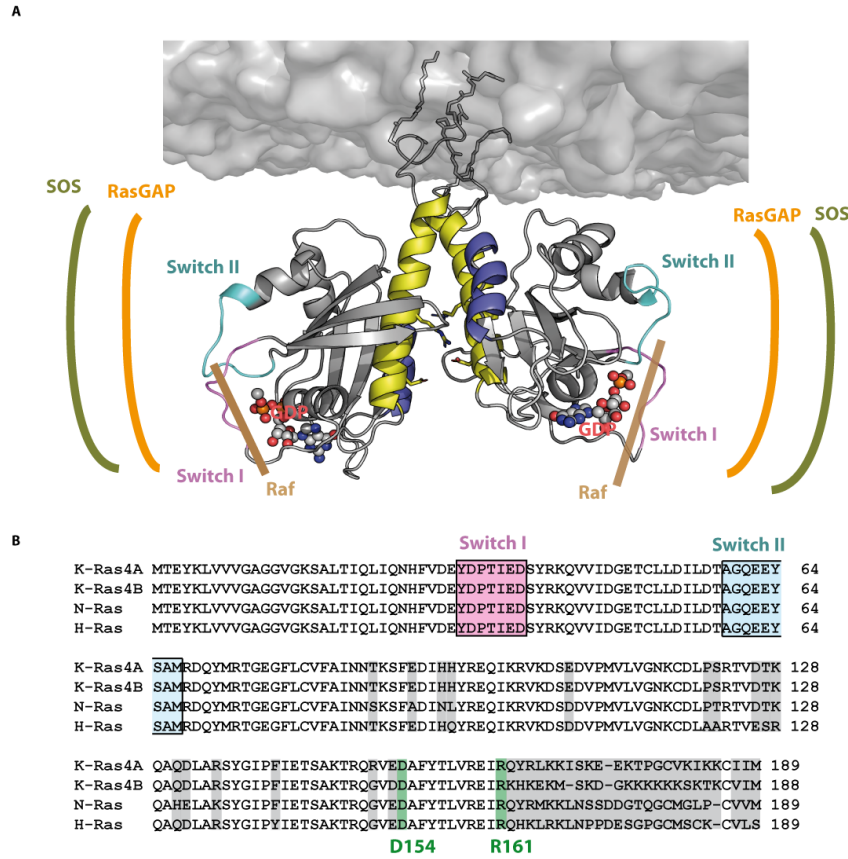 A
SOS
RasGAP
RasGAP
SOS
Switch II
Switch II
GDP
GDP
Switch I
Switch I
Raf
Raf
B
Switch I
Switch II
K-Ras4A MTEYKLVVVGAGGVGKSALTIQLIQNHFVDEYDPTIEDSYRKQVVIDGETCLLDILDTAGQEEY 64
K-Ras4B MTEYKLVVVGAGGVGKSALTIQLIQNHFVDEYDPTIEDSYRKQVVIDGETCLLDILDTAGQEEY 64
N-Ras MTEYKLVVVGAGGVGKSALTIQLIQNHFVDEYDPTIEDSYRKQVVIDGETCLLDILDTAGQEEY 64
H-Ras MTEYKLVVVGAGGVGKSALTIQLIQNHFVDEYDPTIEDSYRKQVVIDGETCLLDILDTAGQEEY 64
K-Ras4A SAMRDQYMRTGEGFLCVFAINNTKSFEDIHHYREQIKRVKDSEDVPMVLVGNKCDLPSRTVDTK 128
K-Ras4B SAMRDQYMRTGEGFLCVFAINNTKSFEDIHHYREQIKRVKDSEDVPMVLVGNKCDLPSRTVDTK 128
N-Ras SAMRDQYMRTGEGFLCVFAINNSKSFADINLYREQIKRVKDSDDVPMVLVGNKCDLPTRTVDTK 128
H-Ras SAMRDQYMRTGEGFLCVFAINNTKSFEDIHQYREQIKRVKDSDDVPMVLVGNKCDLAARTVESR 128
K-Ras4A QAQDLARSYGIPFIETSAKTRQRVEDAFYTLVREIRQYRLKKISKE-EKTPGCVKIKKCIIM 189
K-Ras4B QAQDLARSYGIPFIETSAKTRQGVDDAFYTLVREIRKHKEKM-SKD-GKKKKKKSKTKCVIM 188
N-Ras QAHELAKSYGIPFIETSAKTRQGVEDAFYTLVREIRQYRMKKLNSSDDGTQGCMGLP-CVVM 189
H-Ras QAQDLARSYGIPYIETSAKTRQGVEDAFYTLVREIRQHKLRKLNPPDESGPGCMSCK-CVLS 189
D154
R161